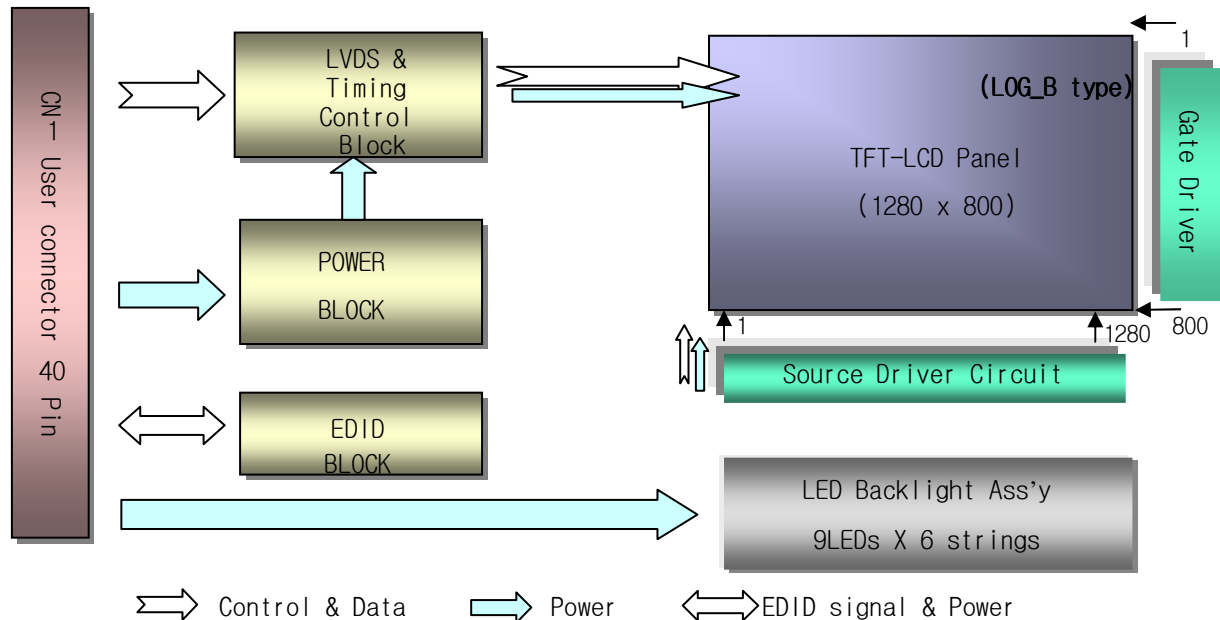 CN1- User connector 40 Pin
LVDS &
Timing
Control
Block
POWER
BLOCK
EDID
BLOCK
(LOG_B type)
TFT-LCD Panel
(1280 x 800)
1
Gate Driver
800
1
1280
Source Driver Circuit
LED Backlight Ass’y
9LEDs X 6 strings
Control & Data
Power
EDID signal & Power